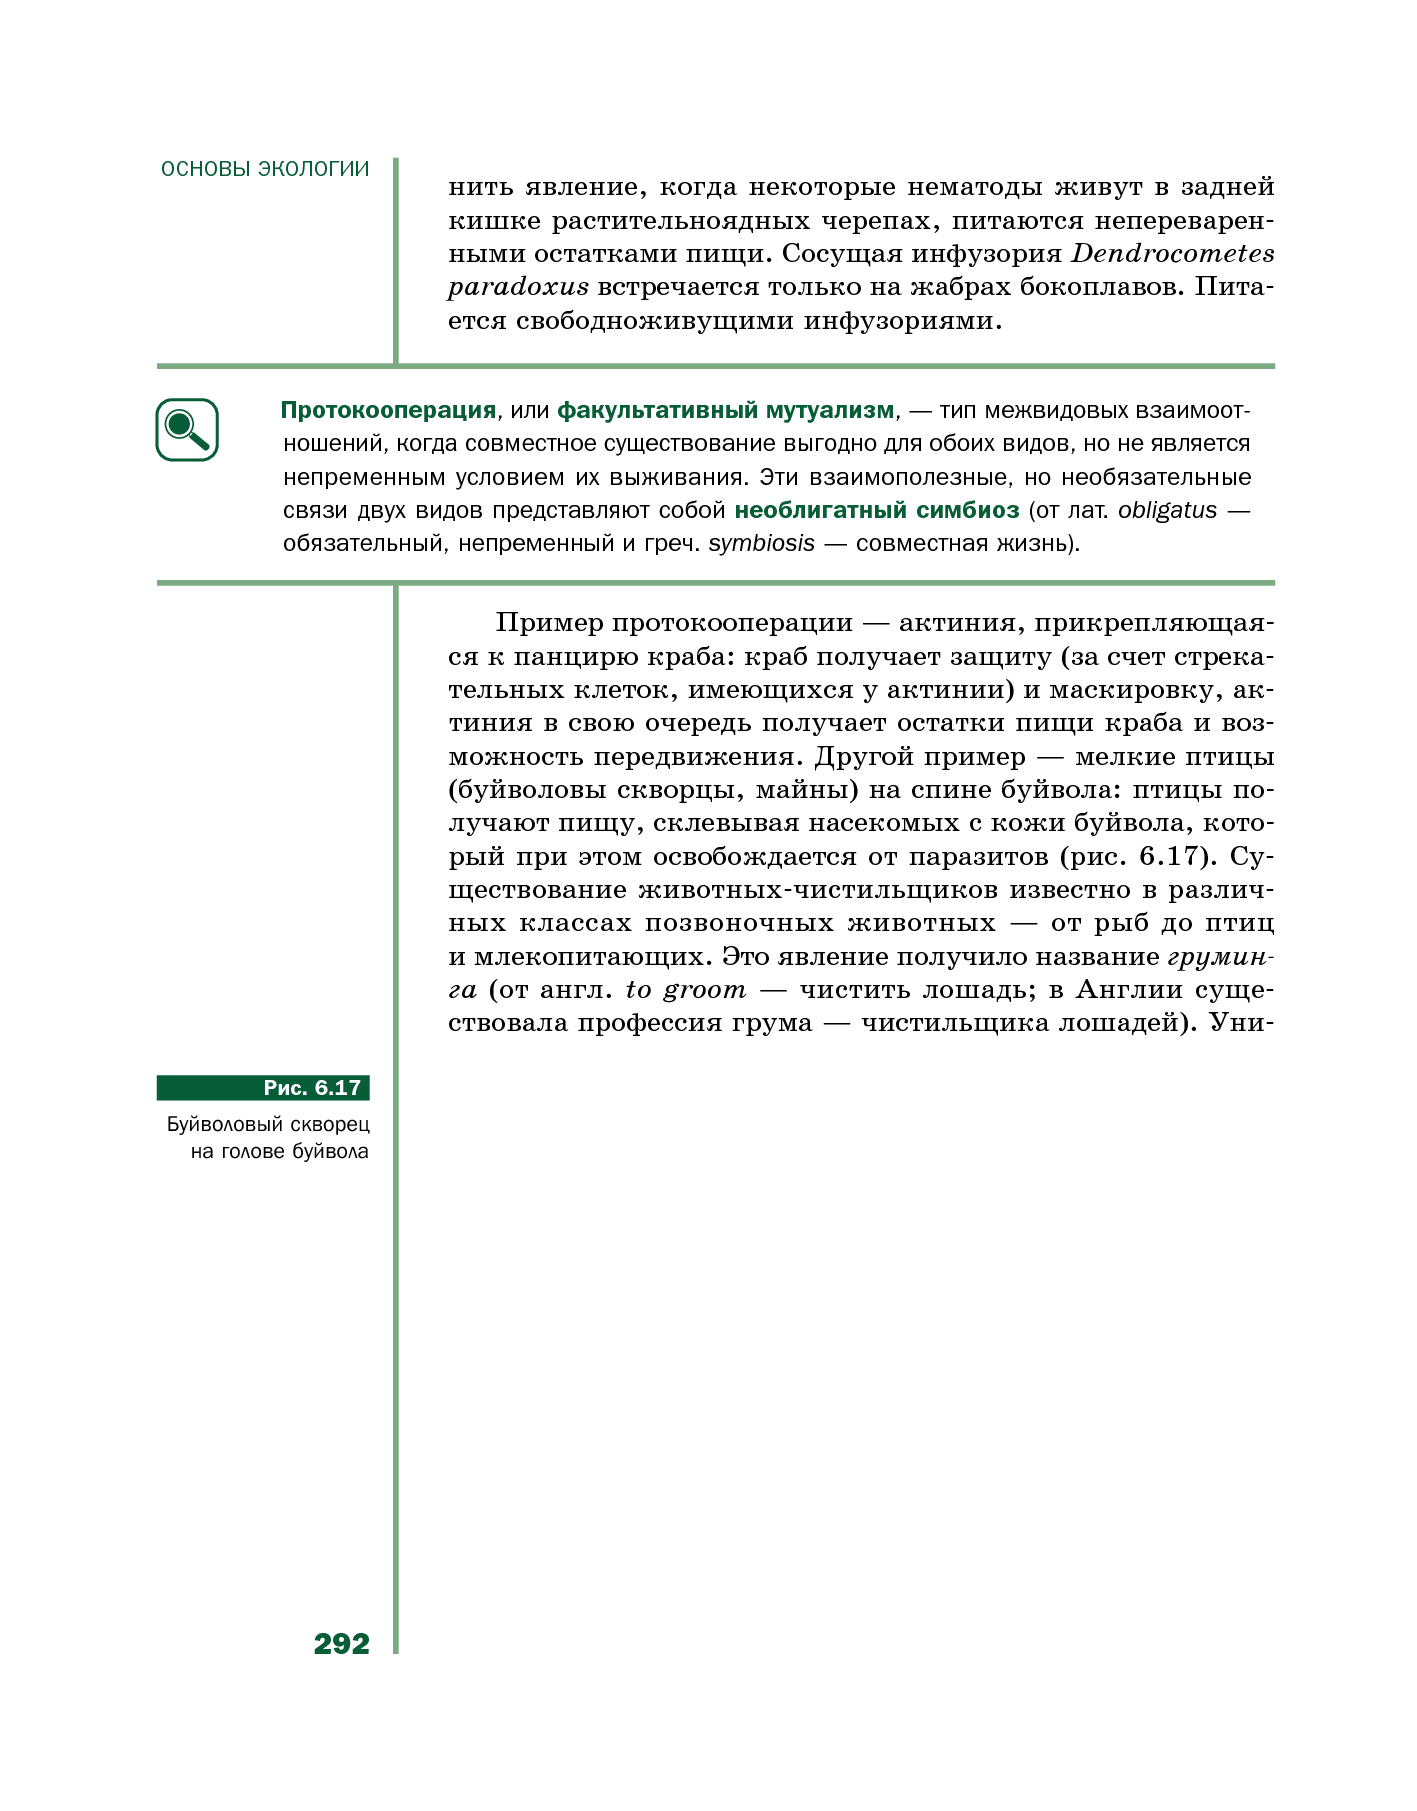 ОСНОВЫ ЭКОЛОГИИ
нить явление, когда некоторые нематоды живут в задней
кишке растительноядных черепах, питаются непереварен-
ными остатками пищи. Сосущая инфузория Dendrocometes
paradoxus встречается только на жабрах бокоплавов. Пита-
ется свободноживущими инфузориями.
Протокооперация, или факультативный мутуализм, — тип межвидовых взаимоот-
ношений, когда совместное существование выгодно для обоих видов, но не является
непременным условием их выживания. Эти взаимополезные, но необязательные
связи двух видов представляют собой необлигатный симбиоз (от лат. obligatus —
обязательный, непременный и греч. symbiosis — совместная жизнь).
Пример протокооперации — актиния, прикрепляющая-
ся к панцирю краба: краб получает защиту (за счет стрека-
тельных клеток, имеющихся у актинии) и маскировку, ак-
тиния в свою очередь получает остатки пищи краба и воз-
можность передвижения. Другой пример — мелкие птицы
(буйволовы скворцы, майны) на спине буйвола: птицы по-
лучают пищу, склевывая насекомых с кожи буйвола, кото-
рый при этом освобождается от паразитов (рис. 6.17). Су-
ществование животных-чистильщиков известно в различ-
ных классах позвоночных животных — от рыб до птиц
и млекопитающих. Это явление получило название грумин-
га (от англ. to groom — чистить лошадь; в Англии суще-
ствовала профессия грума — чистильщика лошадей). Уни-
Рис. 6.17
Буйволовый скворец
на голове буйвола
292